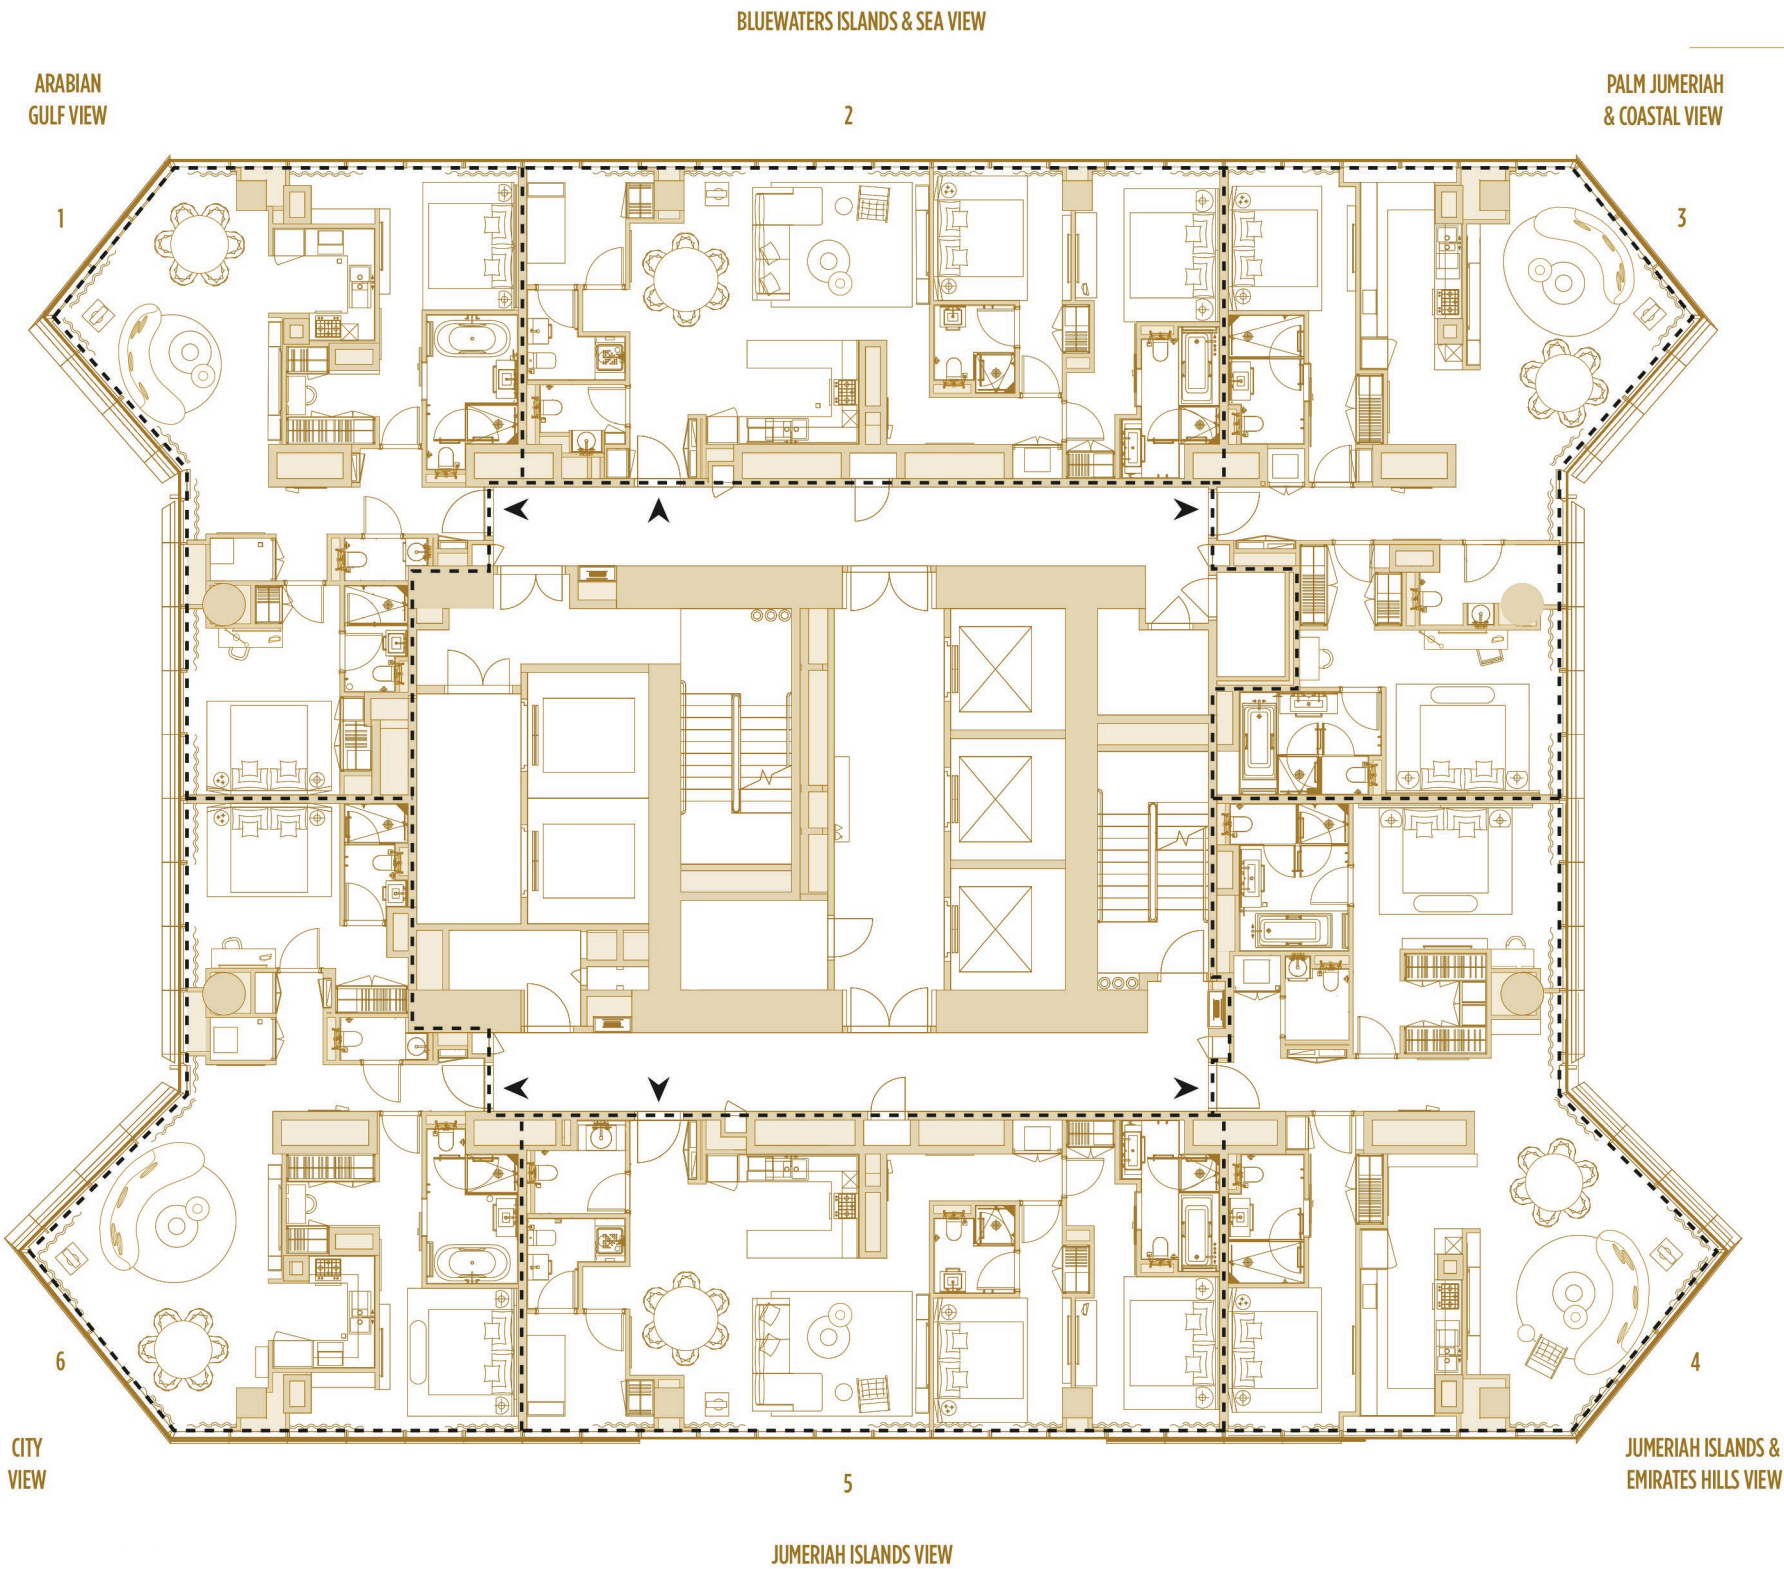 BLUEWATERS ISLANDS & SEA VIEW
ARABIAN
GULF VIEW
2
PALM JUMERIAH
& COASTAL VIEW
1
3
6
4
CITY
VIEW
5
JUMERIAH ISLANDS &
EMIRATES HILLS VIEW
JUMERIAH ISLANDS VIEW